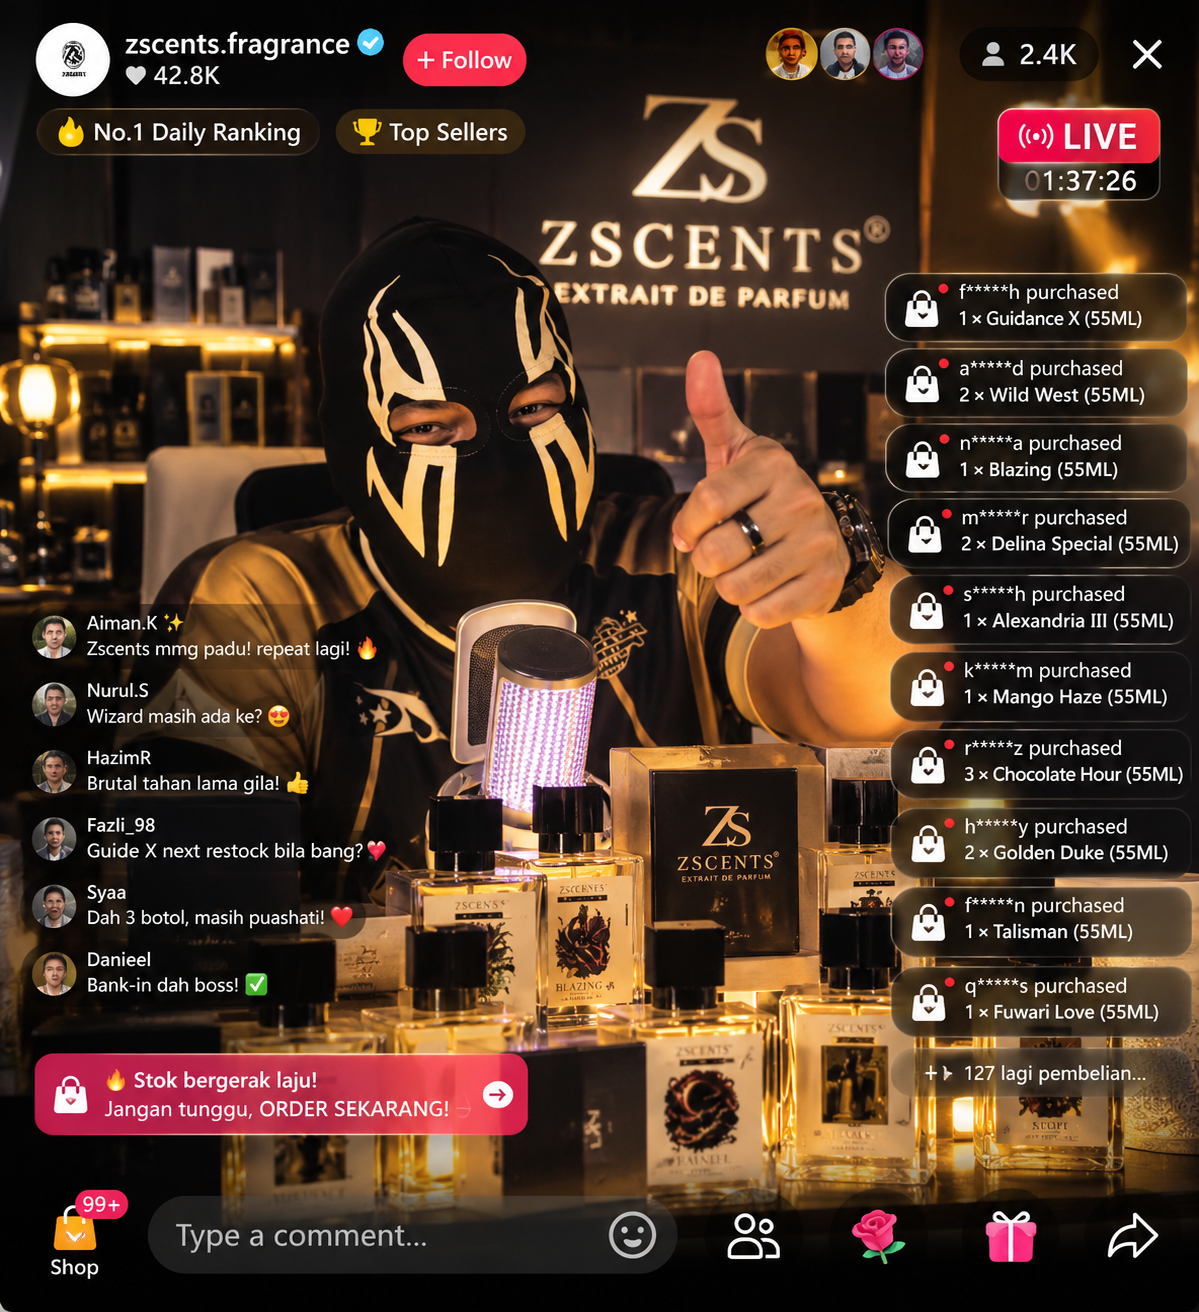 zscents.fragrance
42.8K
+ Follow
2.4K
No.1 Daily Ranking
Top Sellers
LIVE
01:37:26
ZS
ZSCENTS®
EXTRAIT DE PARFUM
f*****h purchased
1 × Guidance X (55ML)
a*****d purchased
2 × Wild West (55ML)
n*****a purchased
1 × Blazing (55ML)
m*****r purchased
2 × Delina Special (55ML)
s*****h purchased
1 × Alexandria III (55ML)
k*****m purchased
1 × Mango Haze (55ML)
r*****z purchased
3 × Chocolate Hour (55ML)
h*****y purchased
2 × Golden Duke (55ML)
f*****n purchased
1 × Talisman (55ML)
q*****s purchased
1 × Fuwari Love (55ML)
127 lagi pembelian...
Aiman.K ✨
Zscents mmg padu! repeat lagi! 🔥
Nurul.S
Wizard masih ada ke? 😍
HazimR
Brutal tahan lama gila! 👍
Fazli_98
Guide X next restock bila bang? 💖
Syaa
Dah 3 botol, masih puashati! ❤️
Danieel
Bank-in dah boss! ✅
ZS
ZSCENTS®
EXTRAIT DE PARFUM
ZSCENTS
BLAZING
ZSCENTS
ZSCENTS
🔥 Stok bergerak laju!
Jangan tunggu, ORDER SEKARANG!
99+
Shop
Type a comment...